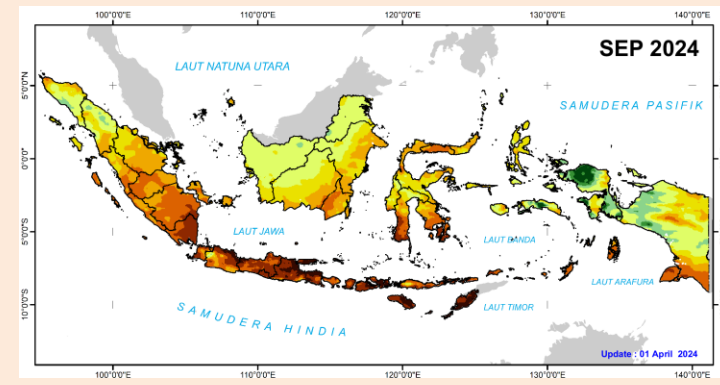 100°0'0"E 110°0'0"E 120°0'0"E 130°0'0"E 140°0'0"E
SEP 2024
LAUT NATUNA UTARA
5°0'0"N
SAMUDERA PASIFIK
0°0'0"
LAUT JAWA
LAUT BANDA
5°0'0"S
LAUT ARAFURA
10°0'0"S
SAMUDERA HINDIA
LAUT TIMOR
Update : 01 April 2024
100°0'0"E 110°0'0"E 120°0'0"E 130°0'0"E 140°0'0"E